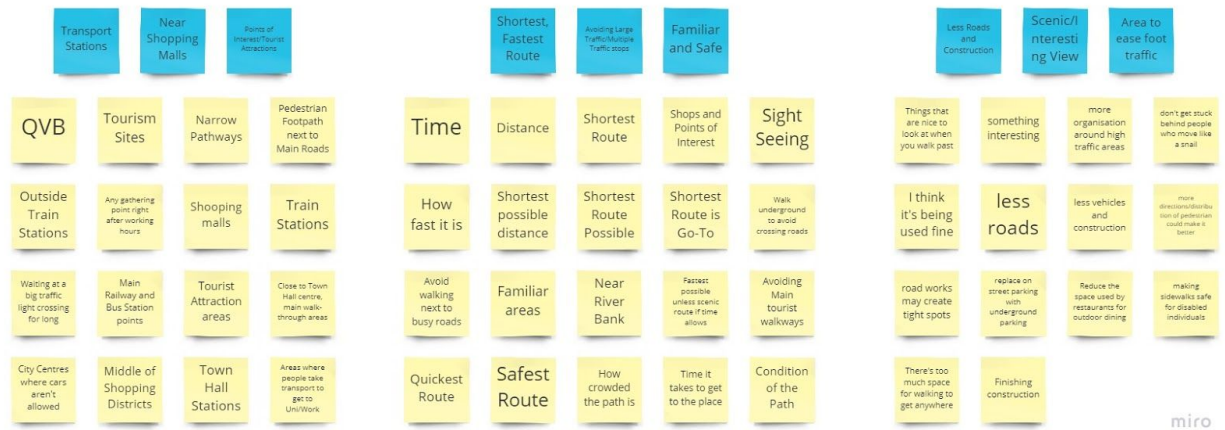 Transport
Stations
Near
Shopping
Malls
Points of
Interest/Tourist
Attractions
QVB
Tourism
Sites
Narrow
Pathways
Pedestrian
Footpath
next to
Main Roads
Outside
Train
Stations
Any gathering
point right
after working
hours
Shooping
malls
Train
Stations
Waiting at a
big traffic
light crossing
for long
Main
Railway and
Bus Station
points
Tourist
Attraction
areas
Close to Town
Hall centre,
main walk-
through areas
City Centres
where cars
aren't
allowed
Middle of
Shopping
Districts
Town
Hall
Stations
Areas where
people take
transport to
get to
Uni/Work
Shortest,
Fastest
Route
Avoiding Large
Traffic/Multiple
Traffic stops
Familiar
and Safe
Time
Distance
Shortest
Route
Shops and
Points of
Interest
Sight
Seeing
How
fast it is
Shortest
possible
distance
Shortest
Route
Possible
Shortest
Route is
Go-To
Walk
underground
to avoid
crossing roads
Avoid
walking
next to
busy roads
Familiar
areas
Near
River
Bank
Fastest
possible
unless scenic
route if time
allows
Avoiding
Main
tourist
walkways
Quickest
Route
Safest
Route
How
crowded
the path is
Time it
takes to get
to the place
Condition
of the
Path
Less Roads
and
Construction
Scenic/I
nteresti
ng View
Area to
ease foot
traffic
Things that
are nice to
look at when
you walk past
something
interesting
more
organisation
around high
traffic areas
don't get stuck
behind people
who move like
a snail
I think
it's being
used fine
less
roads
less vehicles
and
construction
more
directions/distribu
tion of pedestrian
could make it
better
road works
may create
tight spots
replace on
street parking
with
underground
parking
Reduce the
space used by
restaurants for
outdoor dining
making
sidewalks safe
for disabled
individuals
There's too
much space
for walking to
get anywhere
Finishing
construction
miro